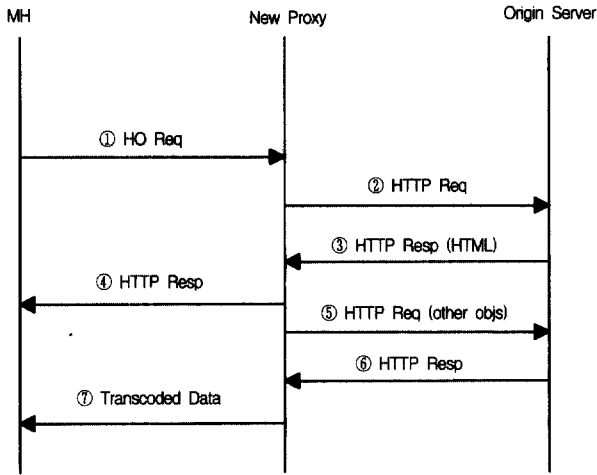 MH New Proxy Origin Server
① HO Req
② HTTP Req
③ HTTP Resp (HTML)
④ HTTP Resp
⑤ HTTP Req (other objs)
⑥ HTTP Resp
⑦ Transcoded Data